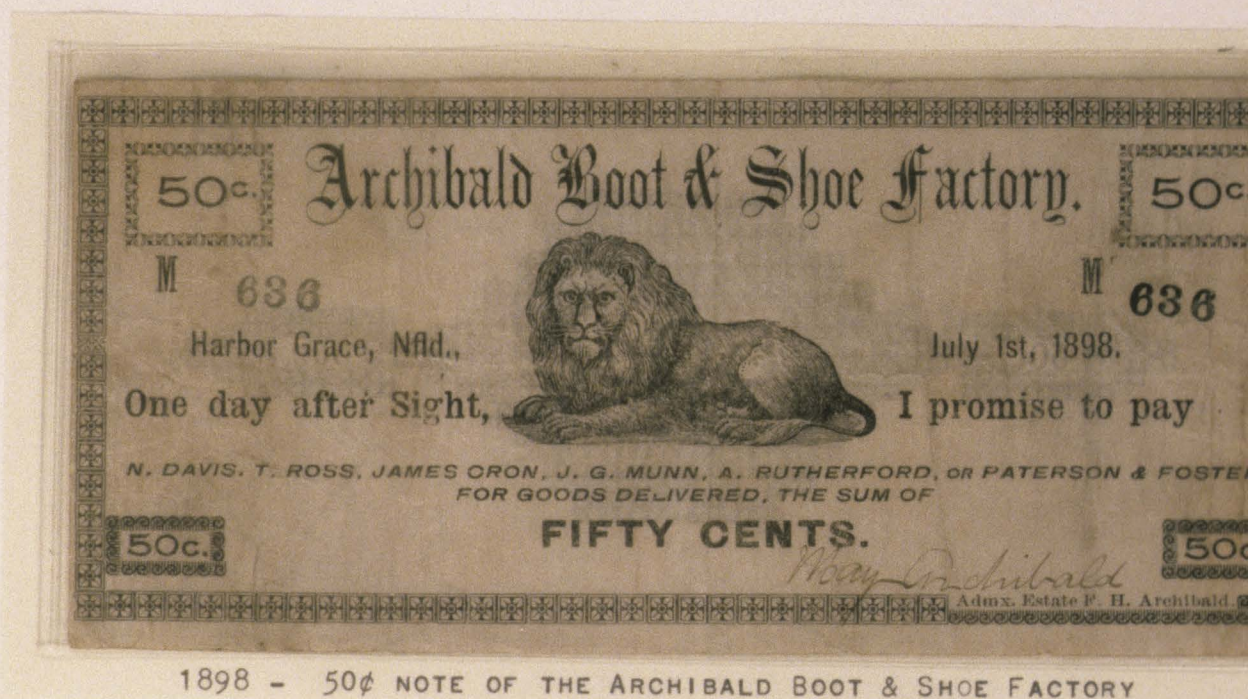 50c. Archibald Boot & Shoe Factory. 50c
M 636 M 636
Harbor Grace, Nfld., July 1st, 1898.
One day after Sight, I promise to pay
N. DAVIS. T. ROSS, JAMES CRON, J. G. MUNN, A. RUTHERFORD, OR PATERSON & FOSTE
FOR GOODS DELIVERED, THE SUM OF
50c. FIFTY CENTS. 50c
May Archibald
Admx. Estate F. H. Archibald.
1898 - 50¢ NOTE OF THE ARCHIBALD BOOT & SHOE FACTORY